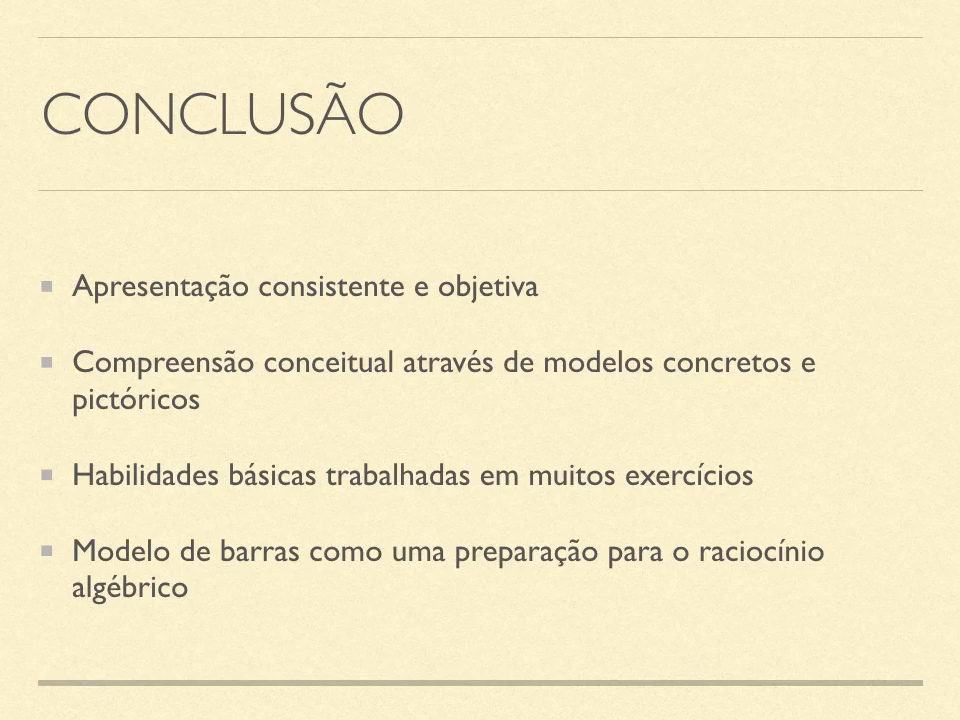 CONCLUSÃO
Apresentação consistente e objetiva
Compreensão conceitual através de modelos concretos e
pictóricos
Habilidades básicas trabalhadas em muitos exercícios
Modelo de barras como uma preparação para o raciocínio
algébrico